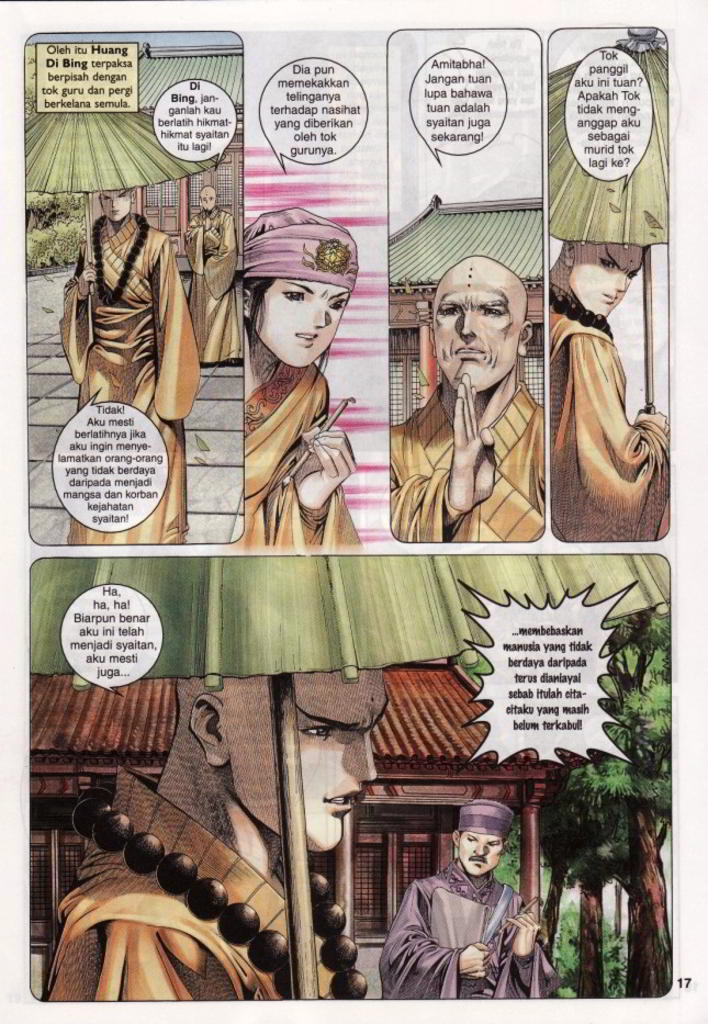 Oleh itu Huang
Di Bing terpaksa
berpisah dengan
tok guru dan pergi
berkelana semula.
Di
Bing, jan-
ganlah kau
berlatih hikmat-
hikmat syaitan
itu lagi!
Tidak!
Aku mesti
berlatihnya jika
aku ingin menye-
lamatkan orang-orang
yang tidak berdaya
daripada menjadi
mangsa dan korban
kejahatan
syaitan!
Dia pun
memekakkan
telinganya
terhadap nasihat
yang diberikan
oleh tok
gurunya.
Amitabha!
Jangan tuan
lupa bahawa
tuan adalah
syaitan juga
sekarang!
Tok
panggil
aku ini tuan?
Apakah Tok
tidak meng-
anggap aku
sebagai
murid tok
lagi ke?
Ha,
ha, ha!
Biarpun benar
aku ini telah
menjadi syaitan,
aku mesti
juga...
...membebaskan
manusia yang tidak
berdaya daripada
terus dianiayai
sebab itulah cita-
citaku yang masih
belum terkabul!
17